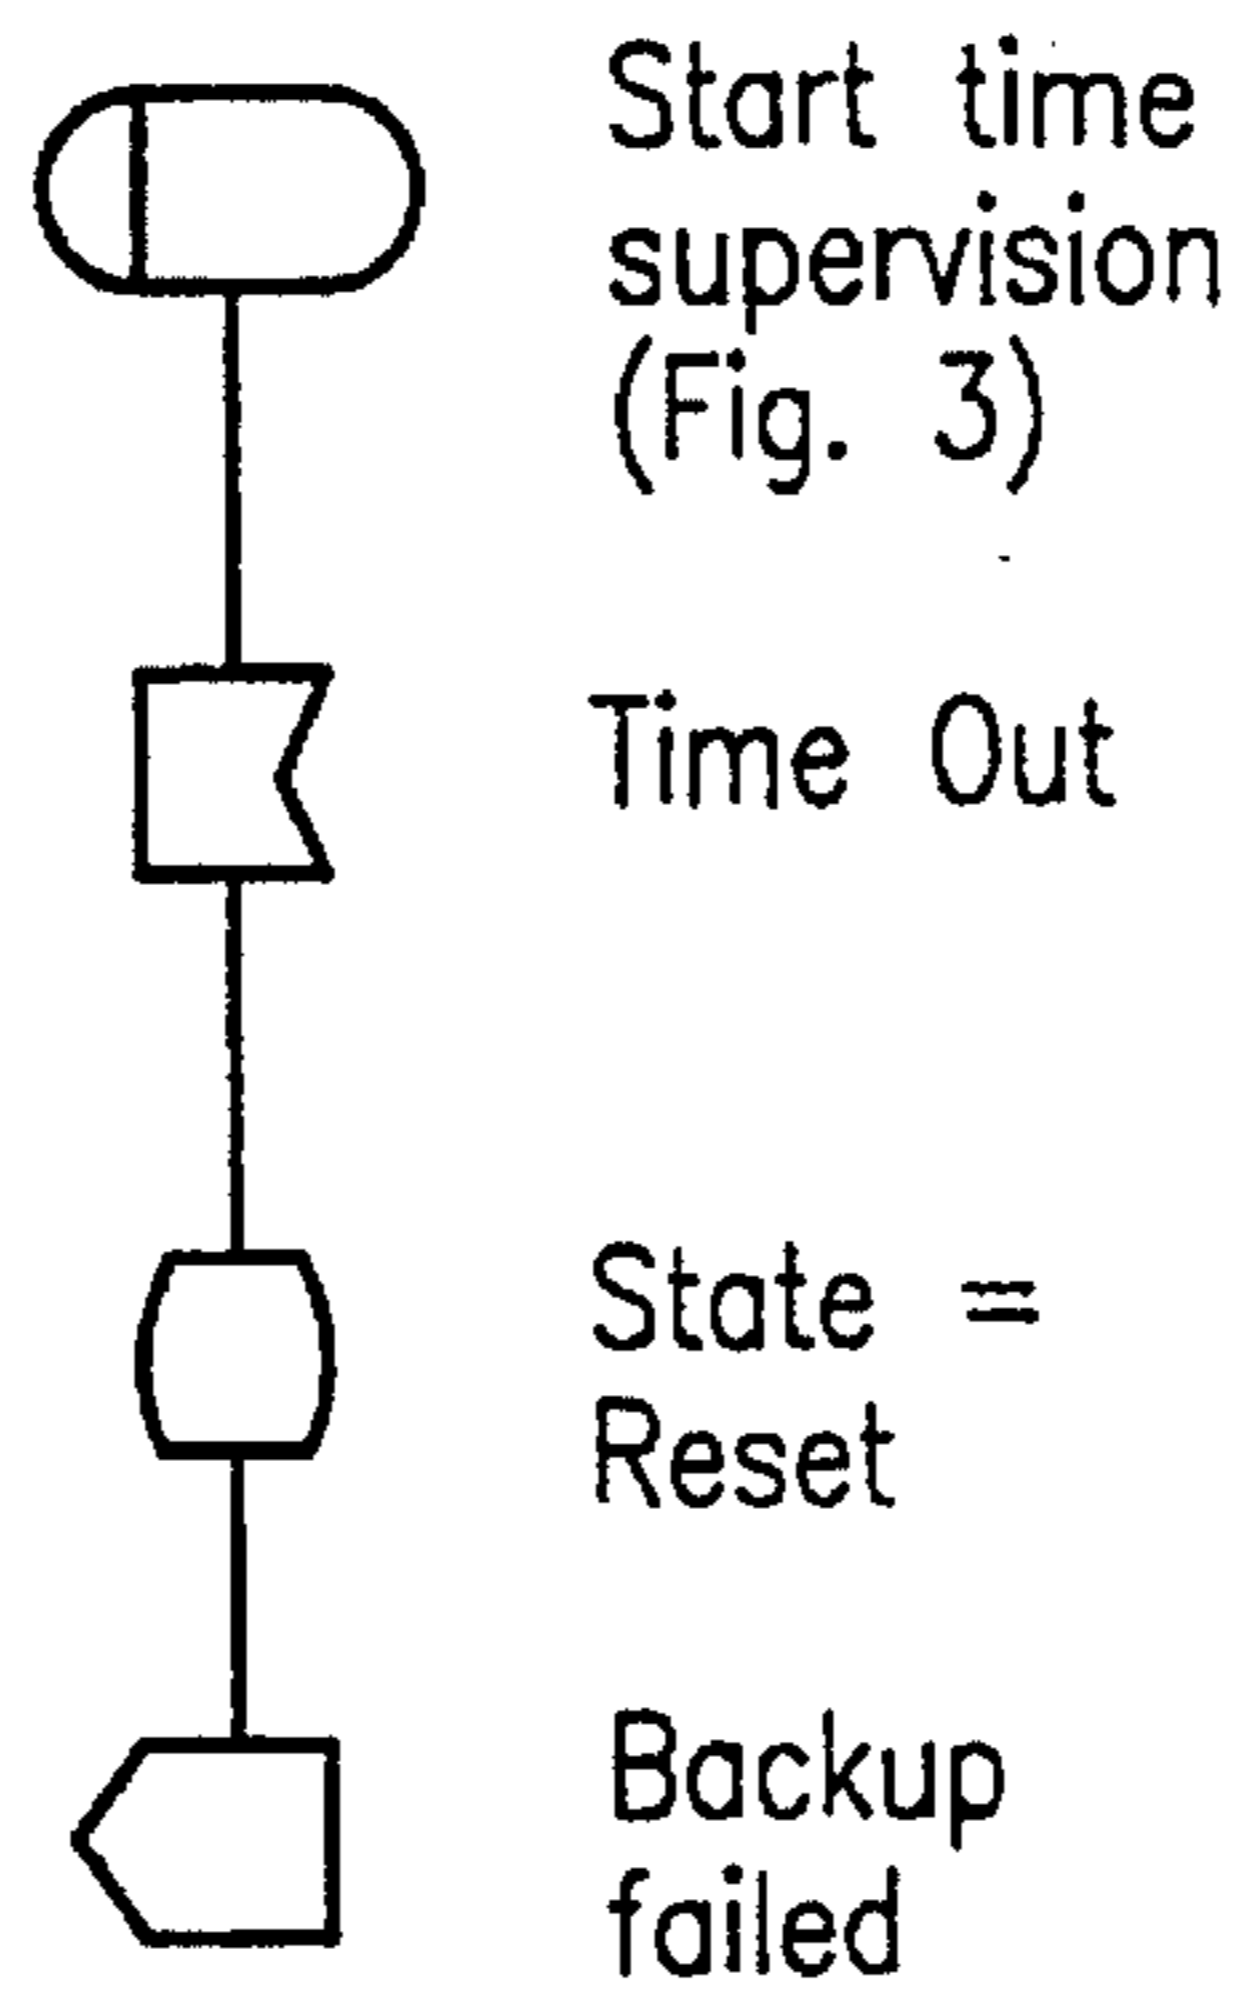 Start time
supervision
(Fig. 3)
Time Out
State =
Reset
Backup
failed